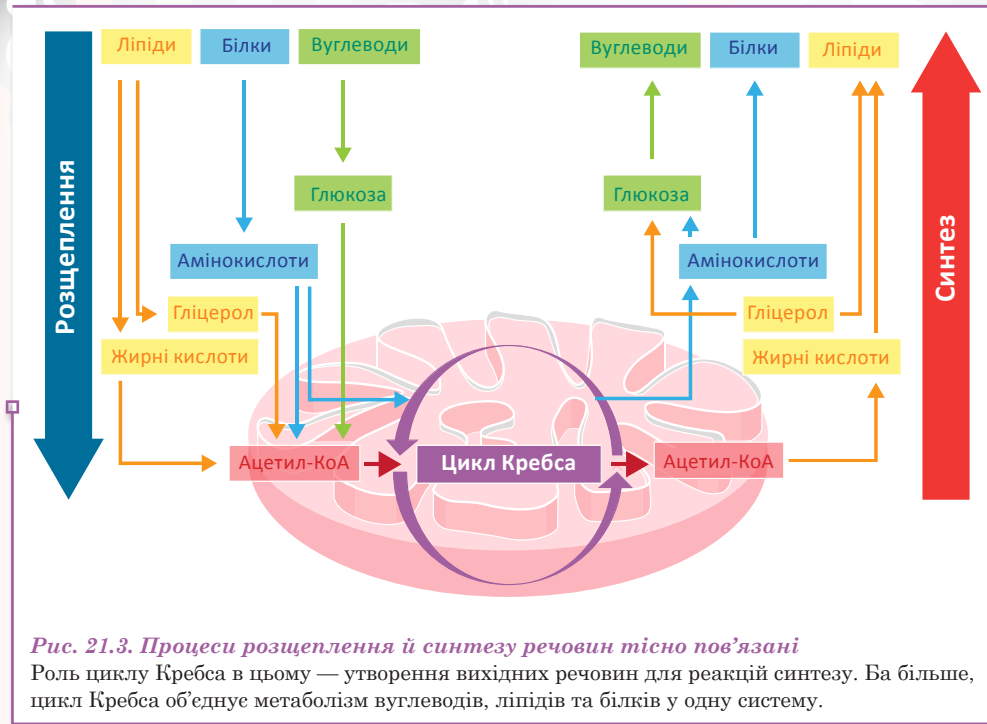 Ліпіди
Білки
Вуглеводи
Вуглеводи
Білки
Ліпіди
Розщеплення
Синтез
Глюкоза
Глюкоза
Амінокислоти
Амінокислоти
Гліцерол
Гліцерол
Жирні кислоти
Жирні кислоти
Ацетил-КоА
Цикл Кребса
Ацетил-КоА
Рис. 21.3. Процеси розщеплення й синтезу речовин тісно пов’язані
Роль циклу Кребса в цьому — утворення вихідних речовин для реакцій синтезу. Ба більше,
цикл Кребса об’єднує метаболізм вуглеводів, ліпідів та білків у одну систему.